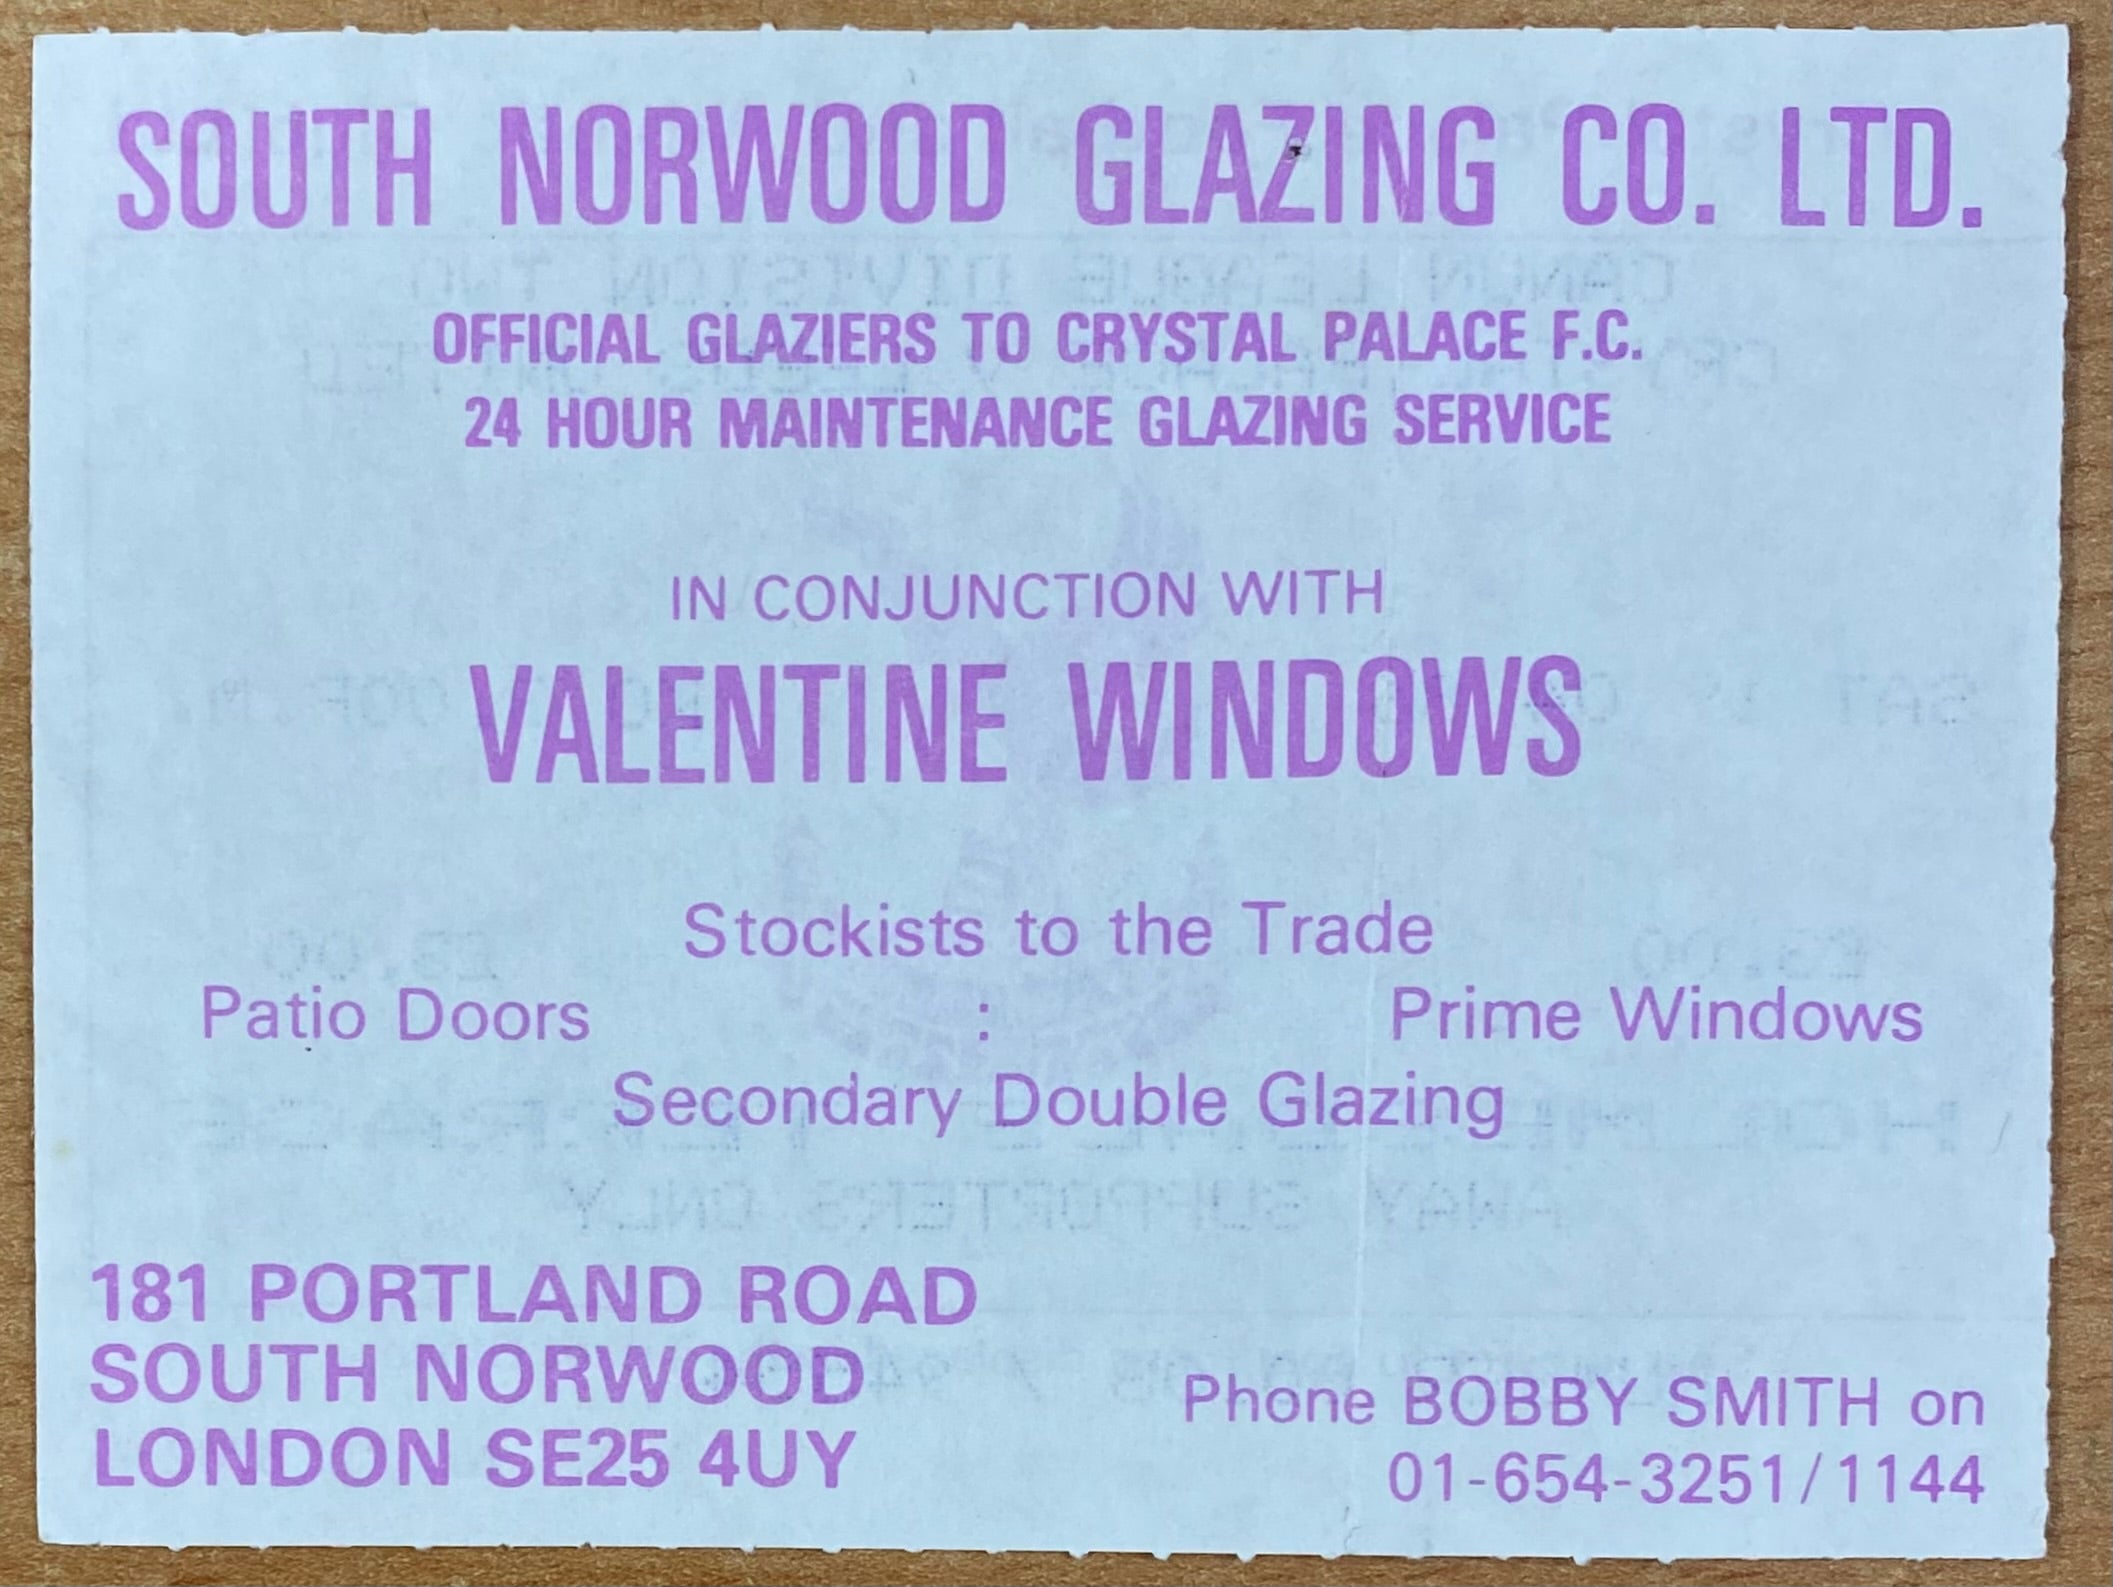 SOUTH NORWOOD GLAZING CO. LTD.
OFFICIAL GLAZIERS TO CRYSTAL PALACE F.C.
24 HOUR MAINTENANCE GLAZING SERVICE
IN CONJUNCTION WITH
VALENTINE WINDOWS
Stockists to the Trade
Patio Doors : Prime Windows
Secondary Double Glazing
181 PORTLAND ROAD
SOUTH NORWOOD
LONDON SE25 4UY
Phone BOBBY SMITH on
01-654-3251/1144